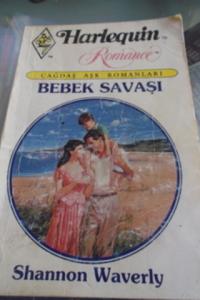 Harlequin
Romance
ÇAĞDAŞ AŞK ROMANLARI
BEBEK SAVAŞI
Shannon Waverly